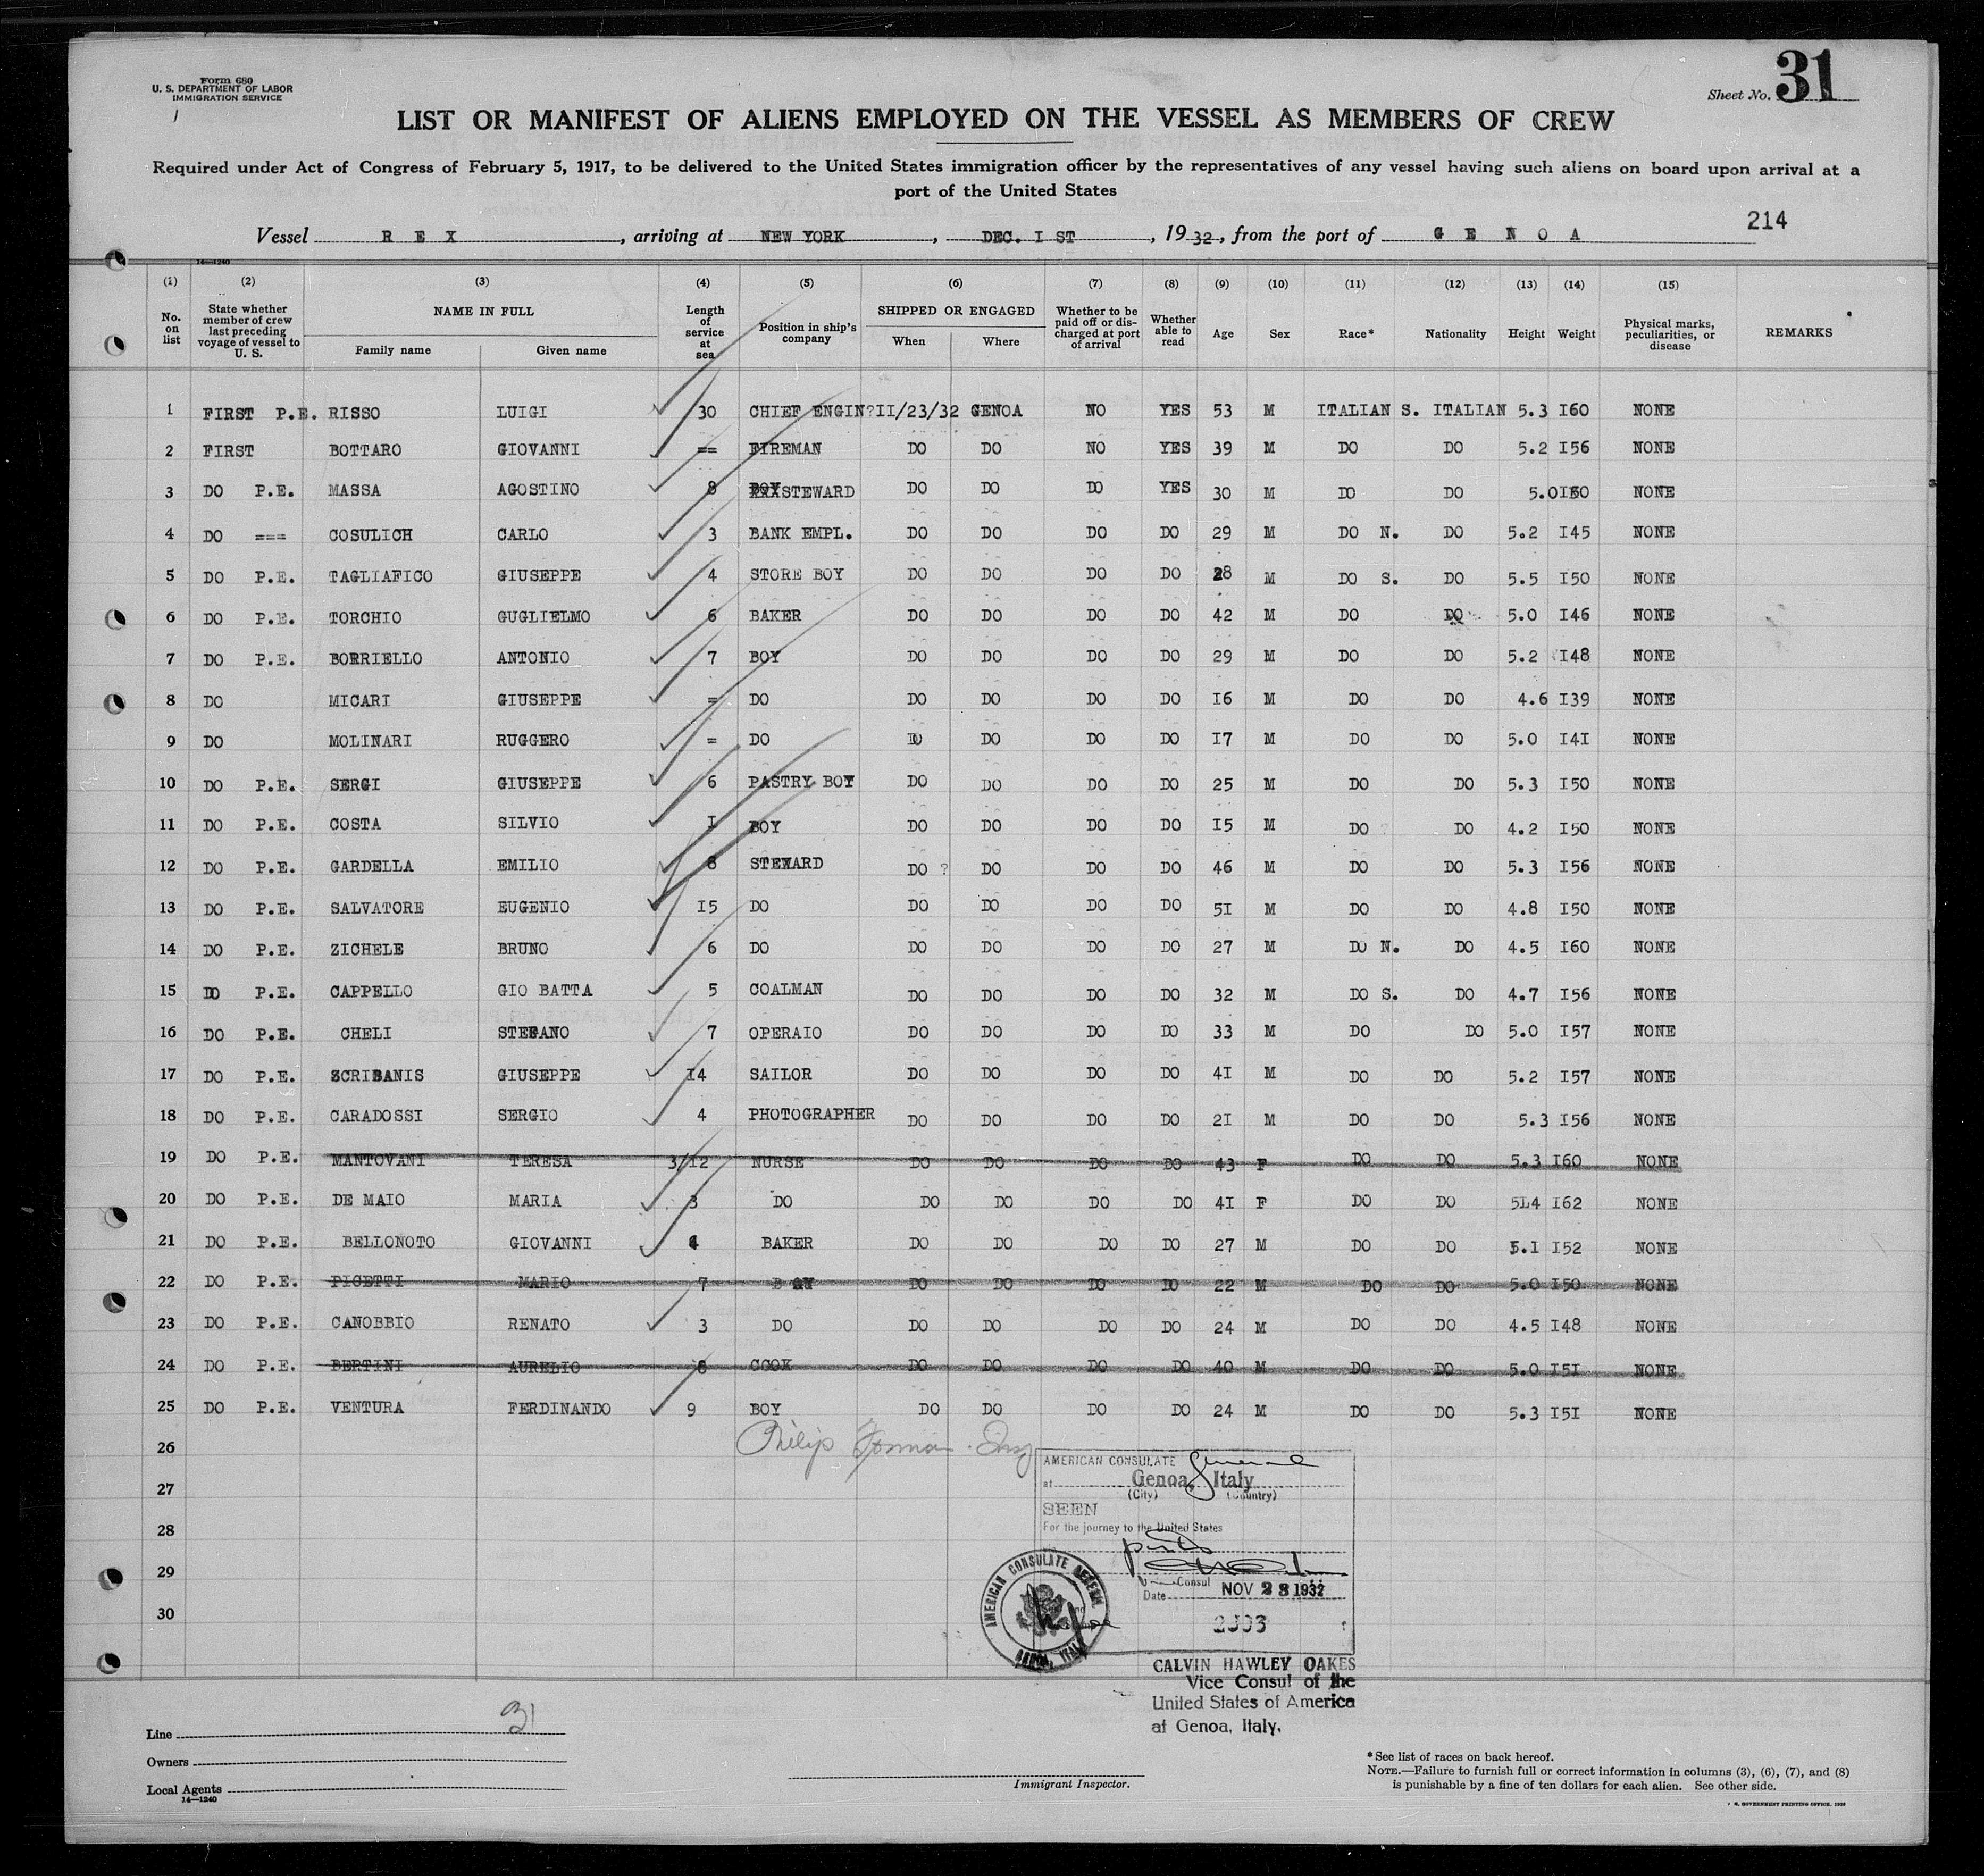 Form 680
U. S. DEPARTMENT OF LABOR
IMMIGRATION SERVICE
Sheet No. 31
LIST OR MANIFEST OF ALIENS EMPLOYED ON THE VESSEL AS MEMBERS OF CREW
Required under Act of Congress of February 5, 1917, to be delivered to the United States immigration officer by the representatives of any vessel having such aliens on board upon arrival at a
port of the United States
214
Vessel R E X, arriving at NEW YORK, DEC. I ST, 1932, from the port of G E N O A
14—1240
(1) (2) (3) (4) (5) (6) (7) (8) (9) (10) (11) (12) (13) (14) (15)
No. on list State whether member of crew last preceding voyage of vessel to U. S. NAME IN FULL Length of service at sea Position in ship's company SHIPPED OR ENGAGED Whether to be paid off or discharged at port of arrival Whether able to read Age Sex Race* Nationality Height Weight Physical marks, peculiarities, or disease REMARKS
Family name Given name When Where
1 FIRST P.E. RISSO LUIGI 30 CHIEF ENGIN? II/23/32 GENOA NO YES 53 M ITALIAN S. ITALIAN 5.3 I60 NONE
2 FIRST BOTTARO GIOVANNI == FIREMAN DO DO NO YES 39 M DO DO 5.2 I56 NONE
3 DO P.E. MASSA AGOSTINO 8 STEWARD DO DO DO YES 30 M DO DO 5.0 NONE
4 DO === COSULICH CARLO 3 BANK EMPL. DO DO DO DO 29 M DO N. DO 5.2 I45 NONE
5 DO P.E. TAGLIAFICO GIUSEPPE 4 STORE BOY DO DO DO DO 28 M DO S. DO 5.5 I50 NONE
6 DO P.E. TORCHIO GUGLIELMO 6 BAKER DO DO DO DO 42 M DO DO 5.0 I46 NONE
7 DO P.E. BORRIELLO ANTONIO 7 BOY DO DO DO DO 29 M DO DO 5.2 I48 NONE
8 DO MICARI GIUSEPPE = DO DO DO DO DO I6 M DO DO 4.6 I39 NONE
9 DO MOLINARI RUGGERO = DO DO DO DO DO I7 M DO DO 5.0 I4I NONE
10 DO P.E. SERGI GIUSEPPE 6 PASTRY BOY DO DO DO DO 25 M DO DO 5.3 I50 NONE
11 DO P.E. COSTA SILVIO I BOY DO DO DO DO I5 M DO DO 4.2 I50 NONE
12 DO P.E. GARDELLA EMILIO 8 STEWARD DO ? DO DO DO 46 M DO DO 5.3 I56 NONE
13 DO P.E. SALVATORE EUGENIO I5 DO DO DO DO DO 5I M DO DO 4.8 I50 NONE
14 DO P.E. ZICHELE BRUNO 6 DO DO DO DO DO 27 M DO N. DO 4.5 I60 NONE
15 DO P.E. CAPPELLO GIO BATTA 5 COALMAN DO DO DO DO 32 M DO S. DO 4.7 I56 NONE
16 DO P.E. CHELI STEFANO 7 OPERAIO DO DO DO DO 33 M DO DO 5.0 I57 NONE
17 DO P.E. SCRIBANIS GIUSEPPE I4 SAILOR DO DO DO DO 4I M DO DO 5.2 I57 NONE
18 DO P.E. CARADOSSI SERGIO 4 PHOTOGRAPHER DO DO DO DO 2I M DO DO 5.3 I56 NONE
19 DO P.E. MANTOVANI TERESA 3/I2 NURSE DO DO DO DO 43 F DO DO 5.3 I60 NONE
20 DO P.E. DE MAIO MARIA 3 DO DO DO DO DO 4I F DO DO 5L4 I62 NONE
21 DO P.E. BELLONOTO GIOVANNI 4 BAKER DO DO DO DO 27 M DO DO 5.I I52 NONE
22 DO P.E. PICETTI MARIO 7 DO DO DO DO 22 M DO DO 5.0 I50 NONE
23 DO P.E. CANOBBIO RENATO 3 DO DO DO DO DO 24 M DO DO 4.5 I48 NONE
24 DO P.E. BERTINI AURELIO 8 COOK DO DO DO DO 40 M DO DO 5.0 I5I NONE
25 DO P.E. VENTURA FERDINANDO 9 BOY DO DO DO DO 24 M DO DO 5.3 I5I NONE
26 Philip Forman
27
28
29
30
AMERICAN CONSULATE General
at Genoa, Italy
(City) (Country)
SEEN
For the journey to the United States
Consul
Date NOV 28 1932
AMERICAN CONSULATE GENERAL
GENOA, ITALY
CALVIN HAWLEY OAKES
Vice Consul of the
United States of America
at Genoa, Italy.
Line 31
Owners
Local Agents
14—1240
Immigrant Inspector.
* See list of races on back hereof.
NOTE.—Failure to furnish full or correct information in columns (3), (6), (7), and (8)
is punishable by a fine of ten dollars for each alien. See other side.
U. S. GOVERNMENT PRINTING OFFICE: 1928